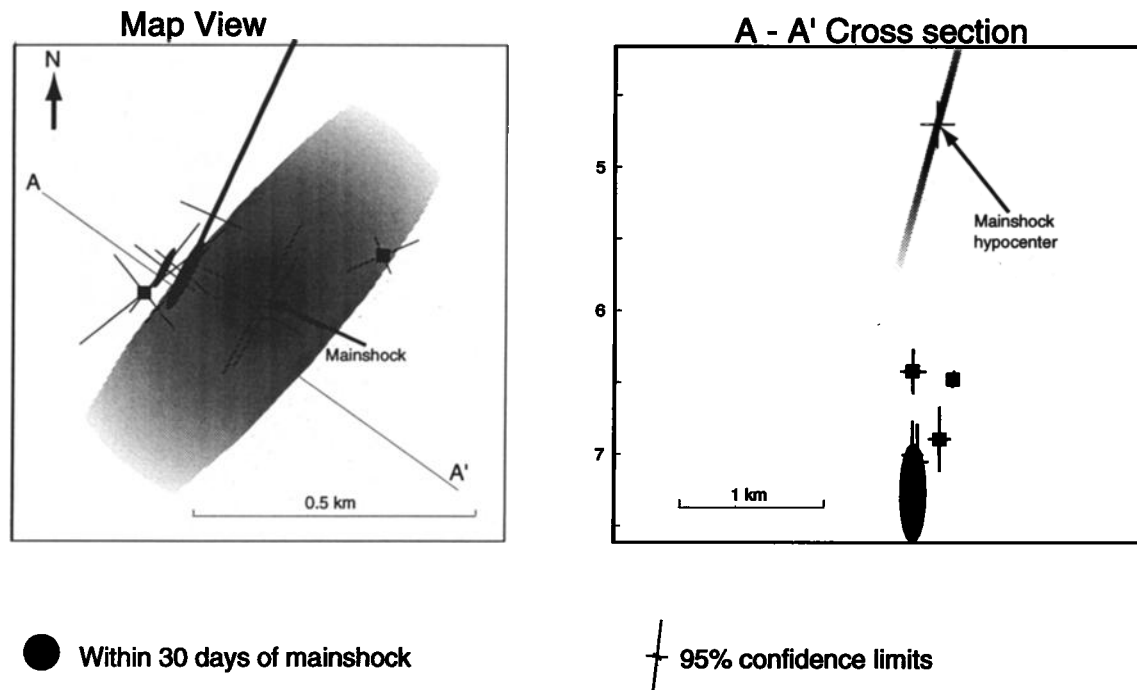 Map View
N
A
Mainshock
A'
0.5 km
A - A' Cross section
5
6
7
Mainshock
hypocenter
1 km
Within 30 days of mainshock
95% confidence limits